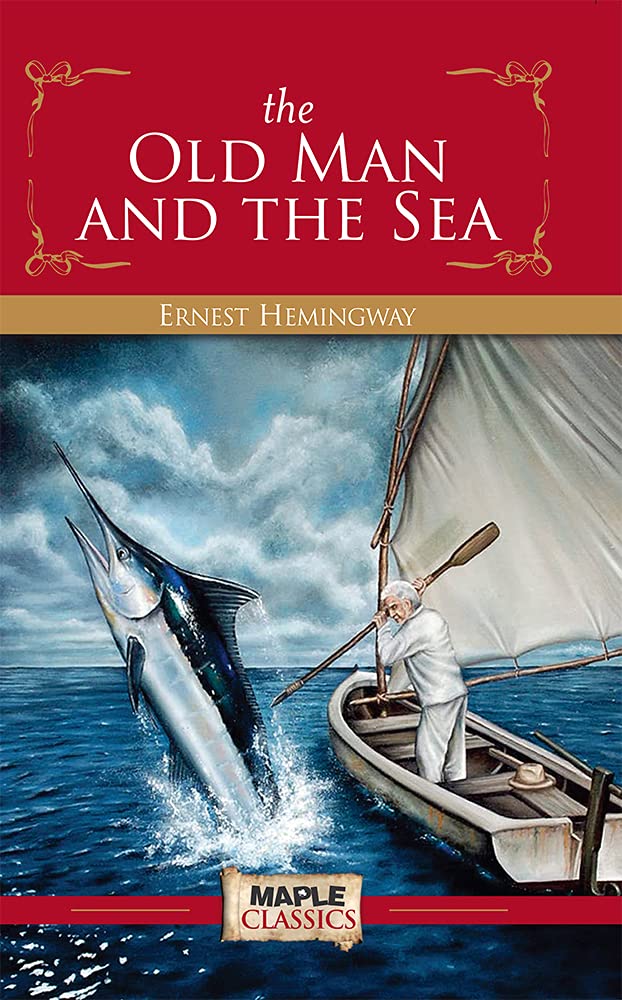 the
OLD MAN
AND THE SEA
ERNEST HEMINGWAY
MAPLE
CLASSICS